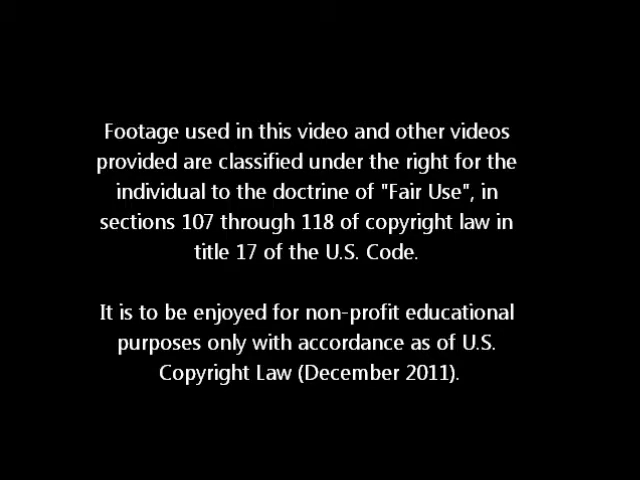 Footage used in this video and other videos
provided are classified under the right for the
individual to the doctrine of "Fair Use", in
sections 107 through 118 of copyright law in
title 17 of the U.S. Code.
It is to be enjoyed for non-profit educational
purposes only with accordance as of U.S.
Copyright Law (December 2011).